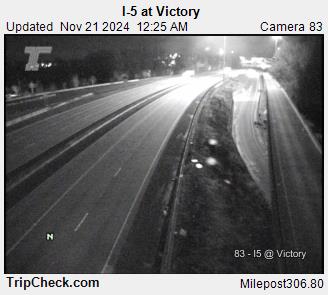 I-5 at Victory
Updated Nov 21 2024 12:25 AM Camera 83
T
N
83 - I5 @ Victory
TripCheck.com Milepost306.80